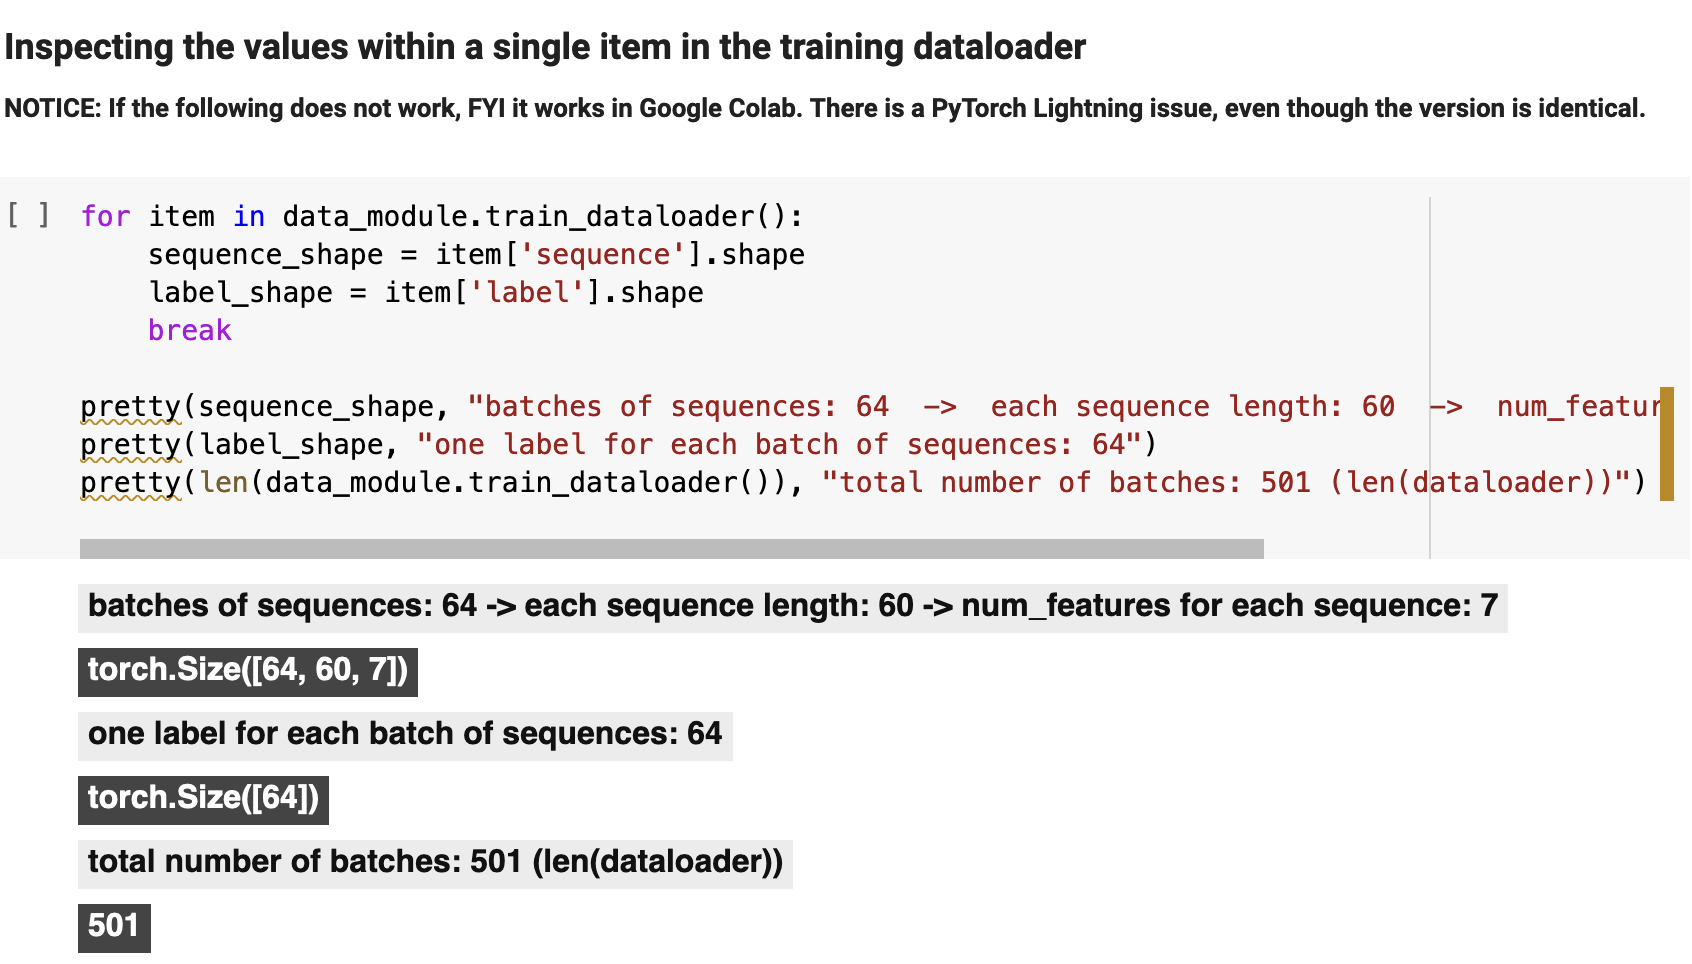 Inspecting the values within a single item in the training dataloader
NOTICE: If the following does not work, FYI it works in Google Colab. There is a PyTorch Lightning issue, even though the version is identical.
[ ] for item in data_module.train_dataloader():
    sequence_shape = item['sequence'].shape
    label_shape = item['label'].shape
    break
pretty(sequence_shape, "batches of sequences: 64  —>  each sequence length: 60  —>  num_featur
pretty(label_shape, "one label for each batch of sequences: 64")
pretty(len(data_module.train_dataloader()), "total number of batches: 501 (len(dataloader))")
batches of sequences: 64 -> each sequence length: 60 -> num_features for each sequence: 7
torch.Size([64, 60, 7])
one label for each batch of sequences: 64
torch.Size([64])
total number of batches: 501 (len(dataloader))
501